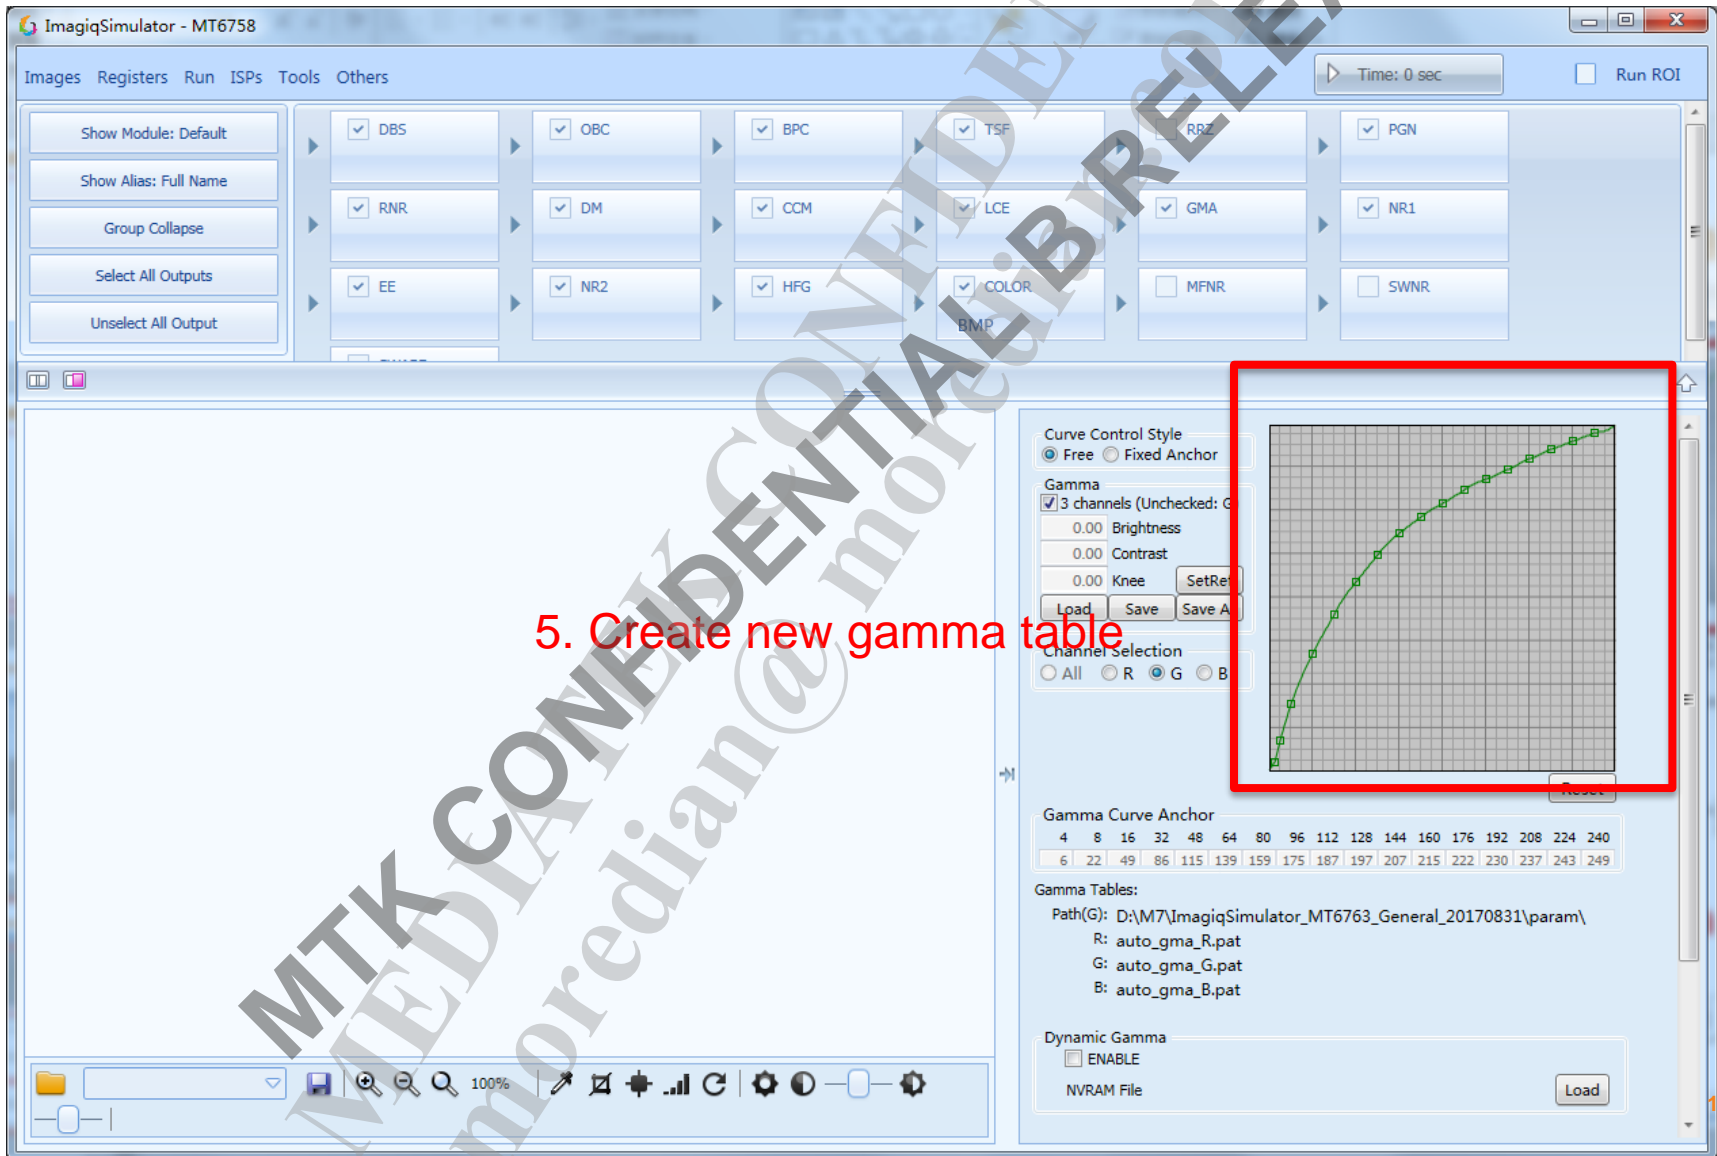 ImagiqSimulator - MT6758
Images Registers Run ISPs Tools Others
Time: 0 sec
Run ROI
Show Module: Default
Show Alias: Full Name
Group Collapse
Select All Outputs
Unselect All Output
DBS OBC BPC TSF RRZ PGN
RNR DM CCM LCE GMA NR1
EE NR2 HFG COLOR MFNR SWNR
BMP
Curve Control Style
Free Fixed Anchor
Gamma
3 channels (Unchecked: G)
0.00 Brightness
0.00 Contrast
0.00 Knee SetRef
Load Save Save A
5. Create new gamma table
Channel Selection
All R G B
Reset
Gamma Curve Anchor
4 8 16 32 48 64 80 96 112 128 144 160 176 192 208 224 240
6 22 49 86 115 139 159 175 187 197 207 215 222 230 237 243 249
Gamma Tables:
Path(G): D:\M7\ImagiqSimulator_MT6763_General_20170831\param\
R: auto_gma_R.pat
G: auto_gma_G.pat
B: auto_gma_B.pat
Dynamic Gamma
ENABLE
NVRAM File Load
100%
1
MTK CONFIDENTIAL B RELEA
MEDIATEK CONFIDE
moredian@